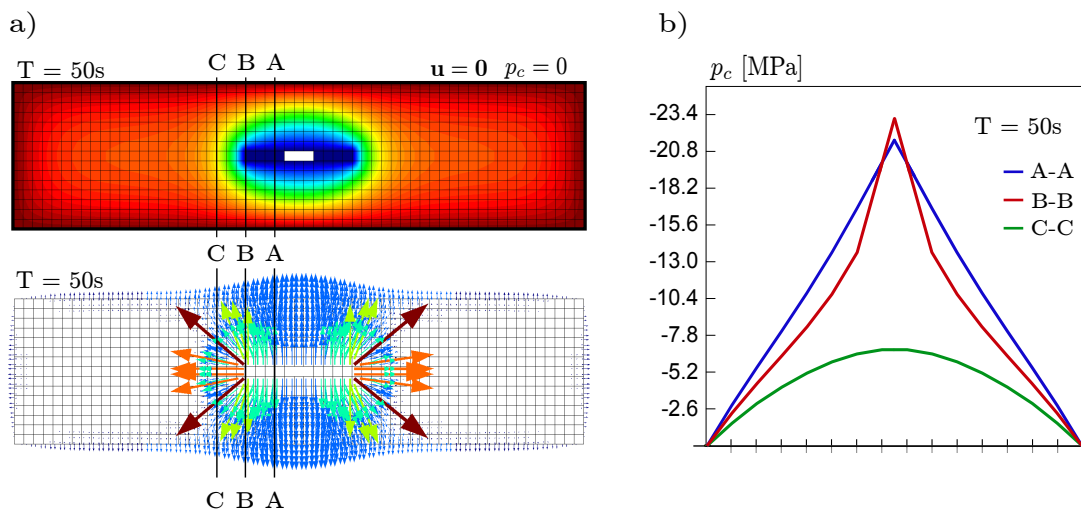 a)
T = 50s
C B A
u = 0 p_c = 0
C B A
T = 50s
C B A
b)
p_c [MPa]
-23.4
-20.8
-18.2
-15.6
-13.0
-10.4
-7.8
-5.2
-2.6
T = 50s
A-A
B-B
C-C